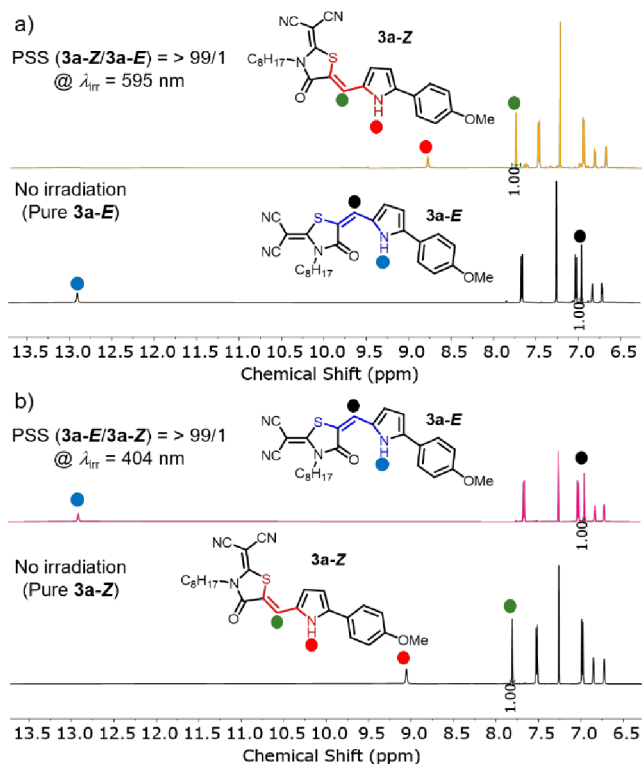 a)
PSS (3a-Z/3a-E) = > 99/1
@ λirr = 595 nm
NC CN
3a-Z
C8H17
N
S
O
N
H
OMe
1.00
No irradiation
(Pure 3a-E)
3a-E
NC
NC
S
N
O
C8H17
N
H
OMe
1.00
13.5 13.0 12.5 12.0 11.5 11.0 10.5 10.0 9.5 9.0 8.5 8.0 7.5 7.0 6.5
Chemical Shift (ppm)
b)
PSS (3a-E/3a-Z) = > 99/1
@ λirr = 404 nm
3a-E
NC
NC
S
N
O
C8H17
N
H
OMe
1.00
No irradiation
(Pure 3a-Z)
NC CN
3a-Z
C8H17
N
S
O
N
H
OMe
1.00
13.5 13.0 12.5 12.0 11.5 11.0 10.5 10.0 9.5 9.0 8.5 8.0 7.5 7.0 6.5
Chemical Shift (ppm)